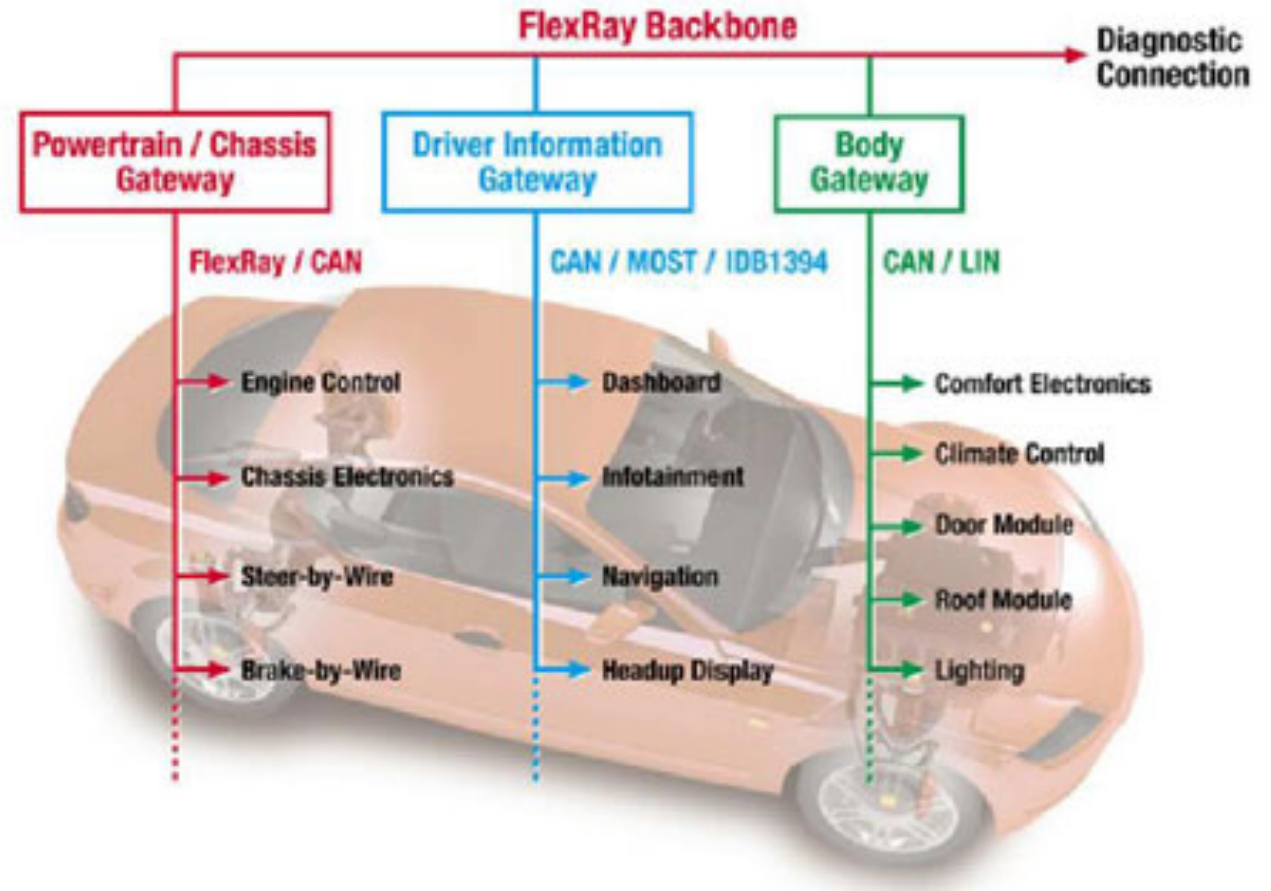 FlexRay Backbone
Diagnostic
Connection
Powertrain / Chassis
Gateway
Driver Information
Gateway
Body
Gateway
FlexRay / CAN
CAN / MOST / IDB1394
CAN / LIN
Engine Control
Chassis Electronics
Steer-by-Wire
Brake-by-Wire
Dashboard
Infotainment
Navigation
Headup Display
Comfort Electronics
Climate Control
Door Module
Roof Module
Lighting